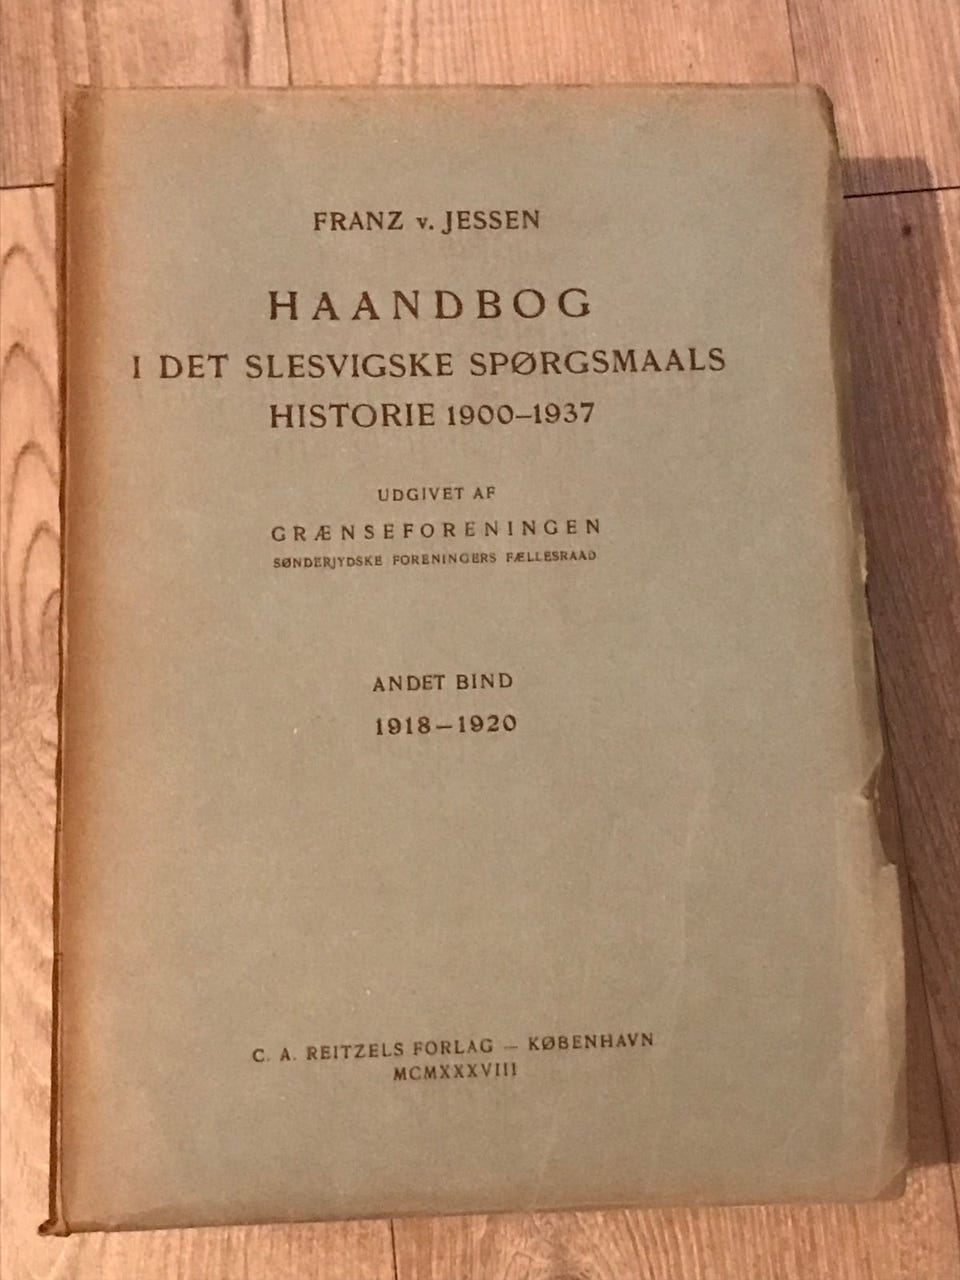 FRANZ v. JESSEN
HAANDBOG
I DET SLESVIGSKE SPØRGSMAALS
HISTORIE 1900–1937
UDGIVET AF
GRÆNSEFORENINGEN
SØNDERJYDSKE FORENINGERS FÆLLESRAAD
ANDET BIND
1918–1920
C. A. REITZELS FORLAG — KØBENHAVN
MCMXXXVIII